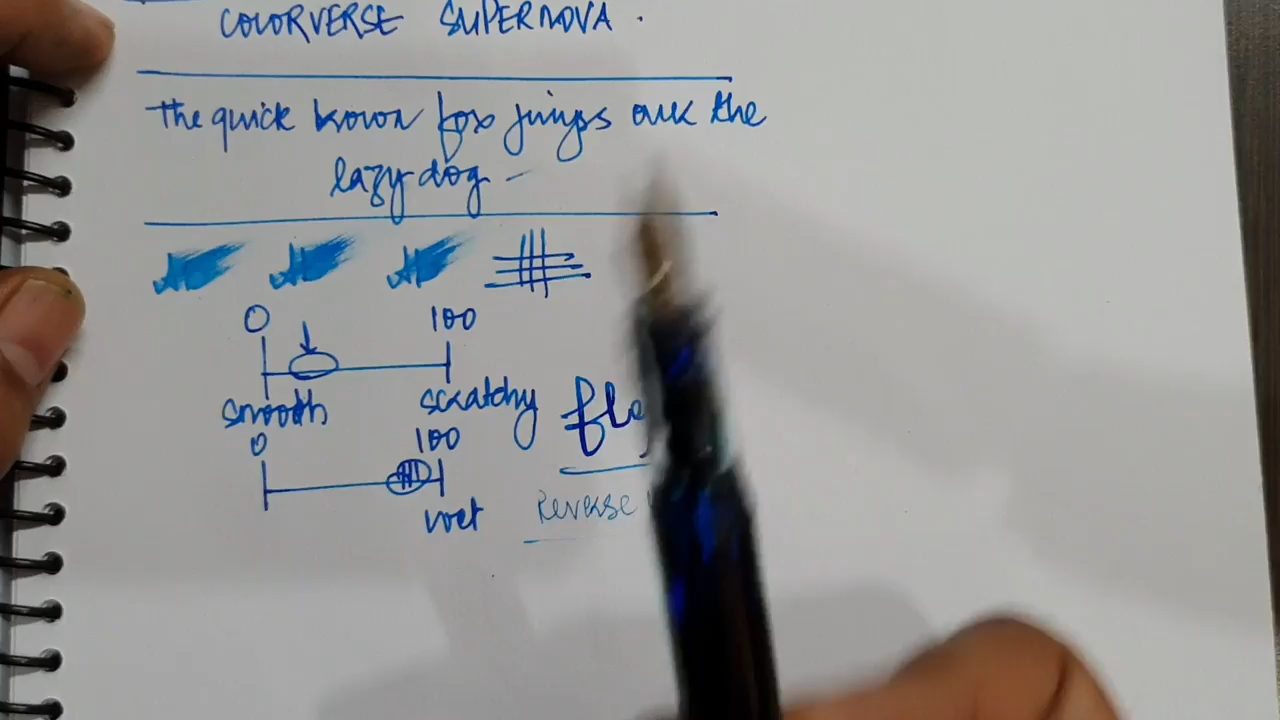 COLORVERSE SUPERNOVA.
The quick brown fox jumps over the
lazy dog -
0 100
smooth scratchy
0 100
wet
Reverse